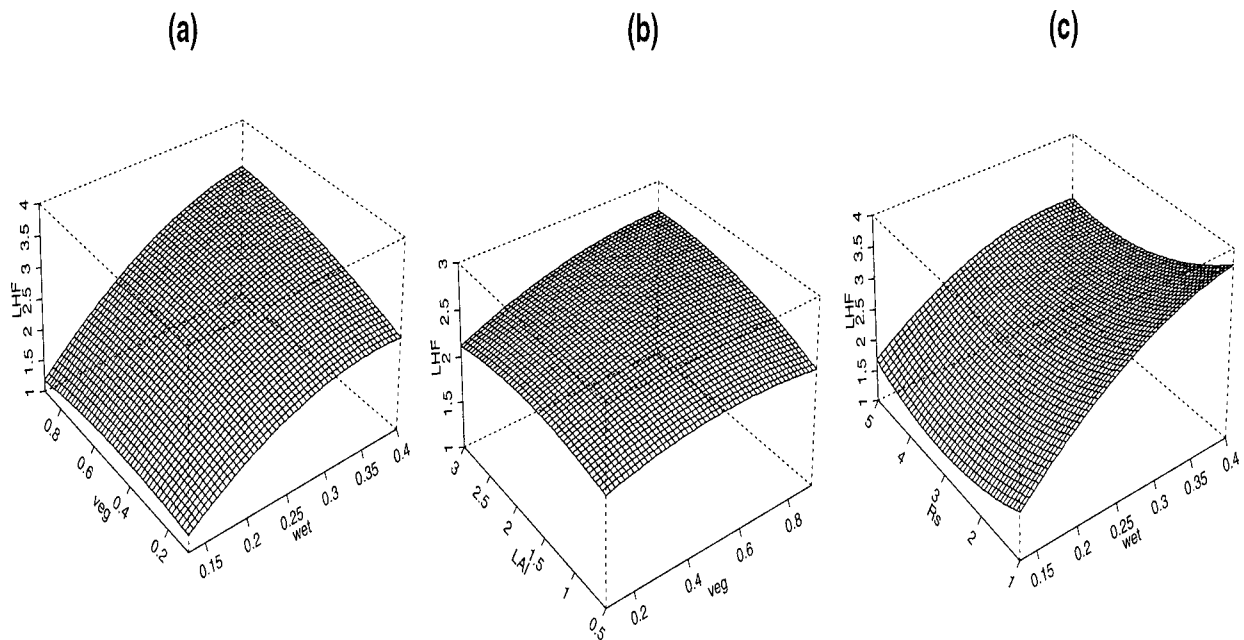 (a)
(b)
(c)
LHF
1 1.5 2 2.5 3 3.5 4
0.8 0.6 0.4 0.2
veg
0.15 0.2 0.25 0.3 0.35 0.4
wet
LHF
1 1.5 2 2.5 3
3 2.5 2 1.5 1 0.5
LAI
0.2 0.4 0.6 0.8
veg
LHF
1 1.5 2 2.5 3 3.5 4
5 4 3 2 1
Rs
0.15 0.2 0.25 0.3 0.35 0.4
wet